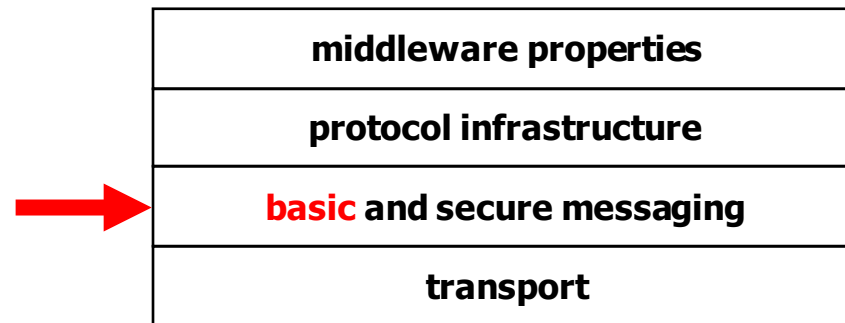 middleware properties
protocol infrastructure
basic and secure messaging
transport